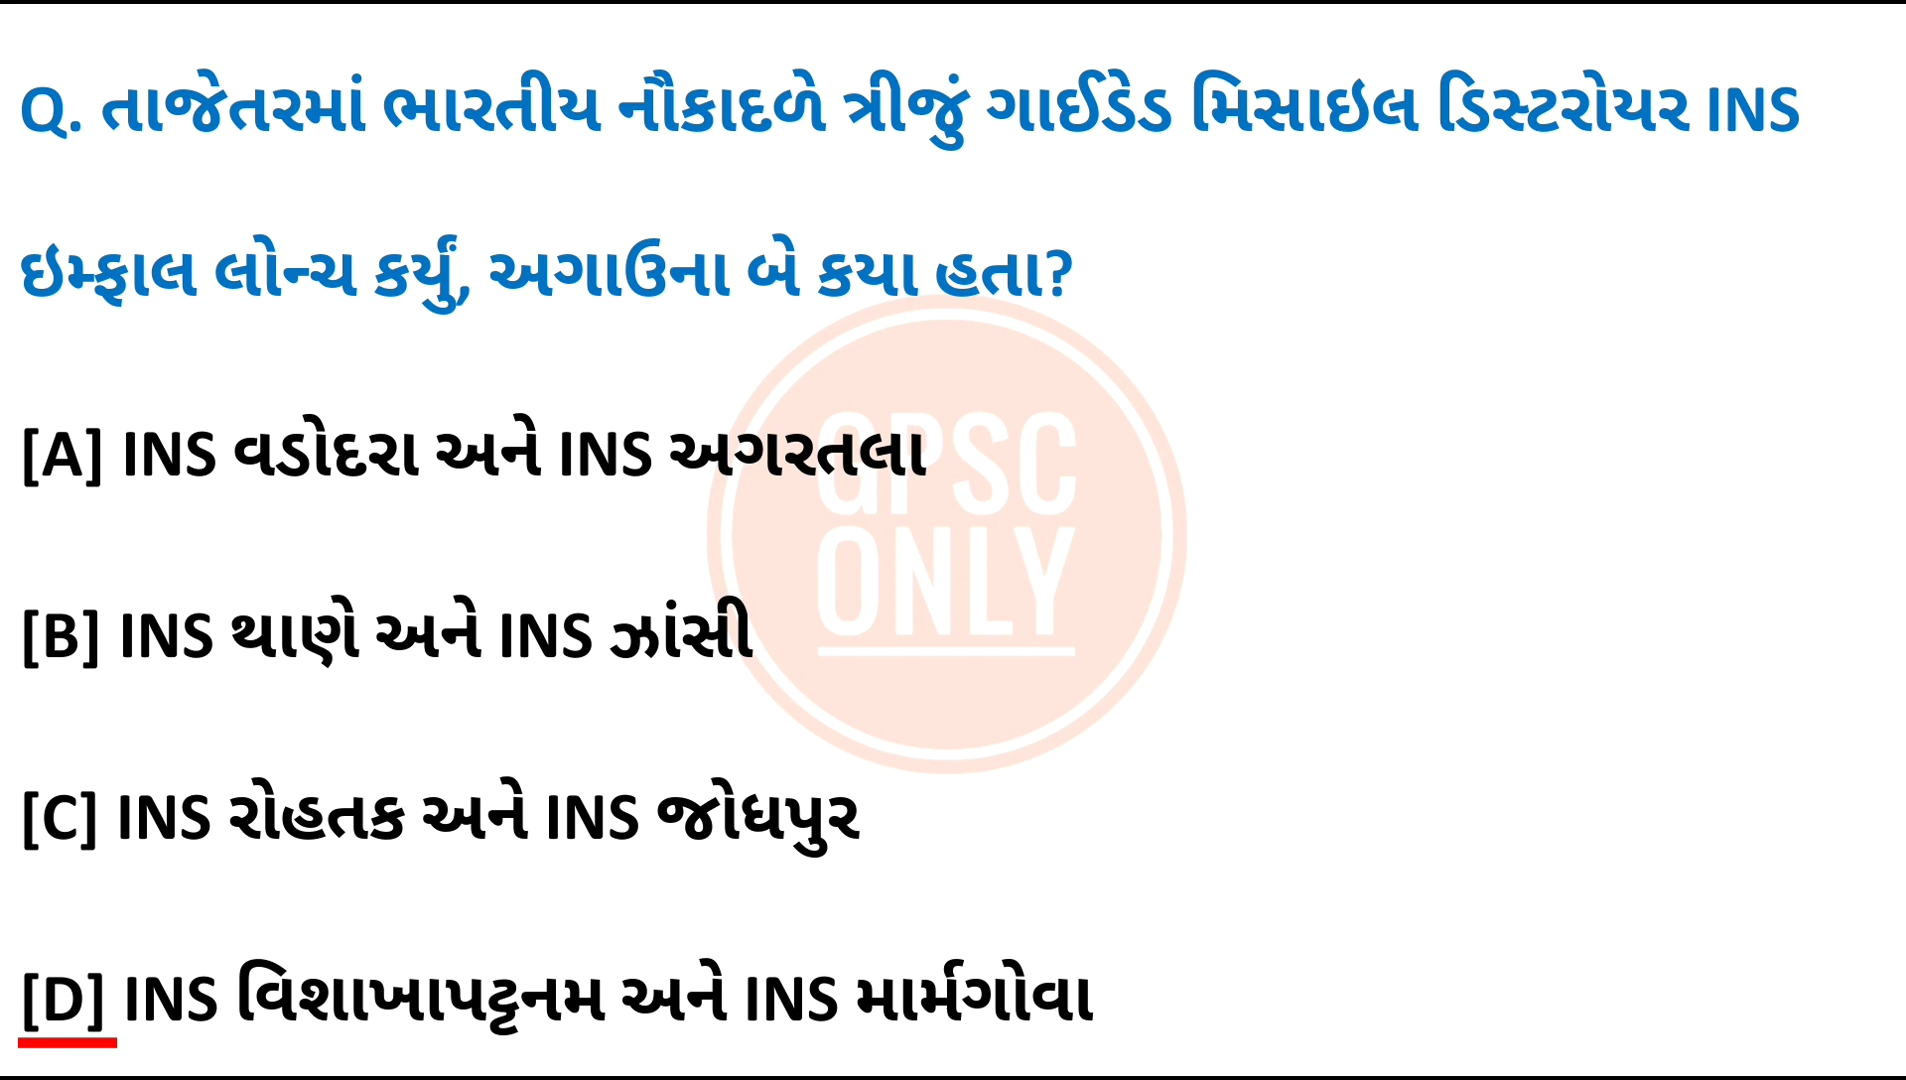 Q. તાજેતરમાં ભારતીય નૌકાદળે ત્રીજું ગાઈડેડ મિસાઇલ ડિસ્ટરોયર INS
ઇમ્ફાલ લોન્ચ કર્યું, અગાઉના બે કયા હતા?
[A] INS વડોદરા અને INS અગરતલા
GPSC
ONLY
[B] INS થાણે અને INS ઝાંસી
[C] INS રોહતક અને INS જોધપુર
[D] INS વિશાખાપટ્ટનમ અને INS માર્મગોવા